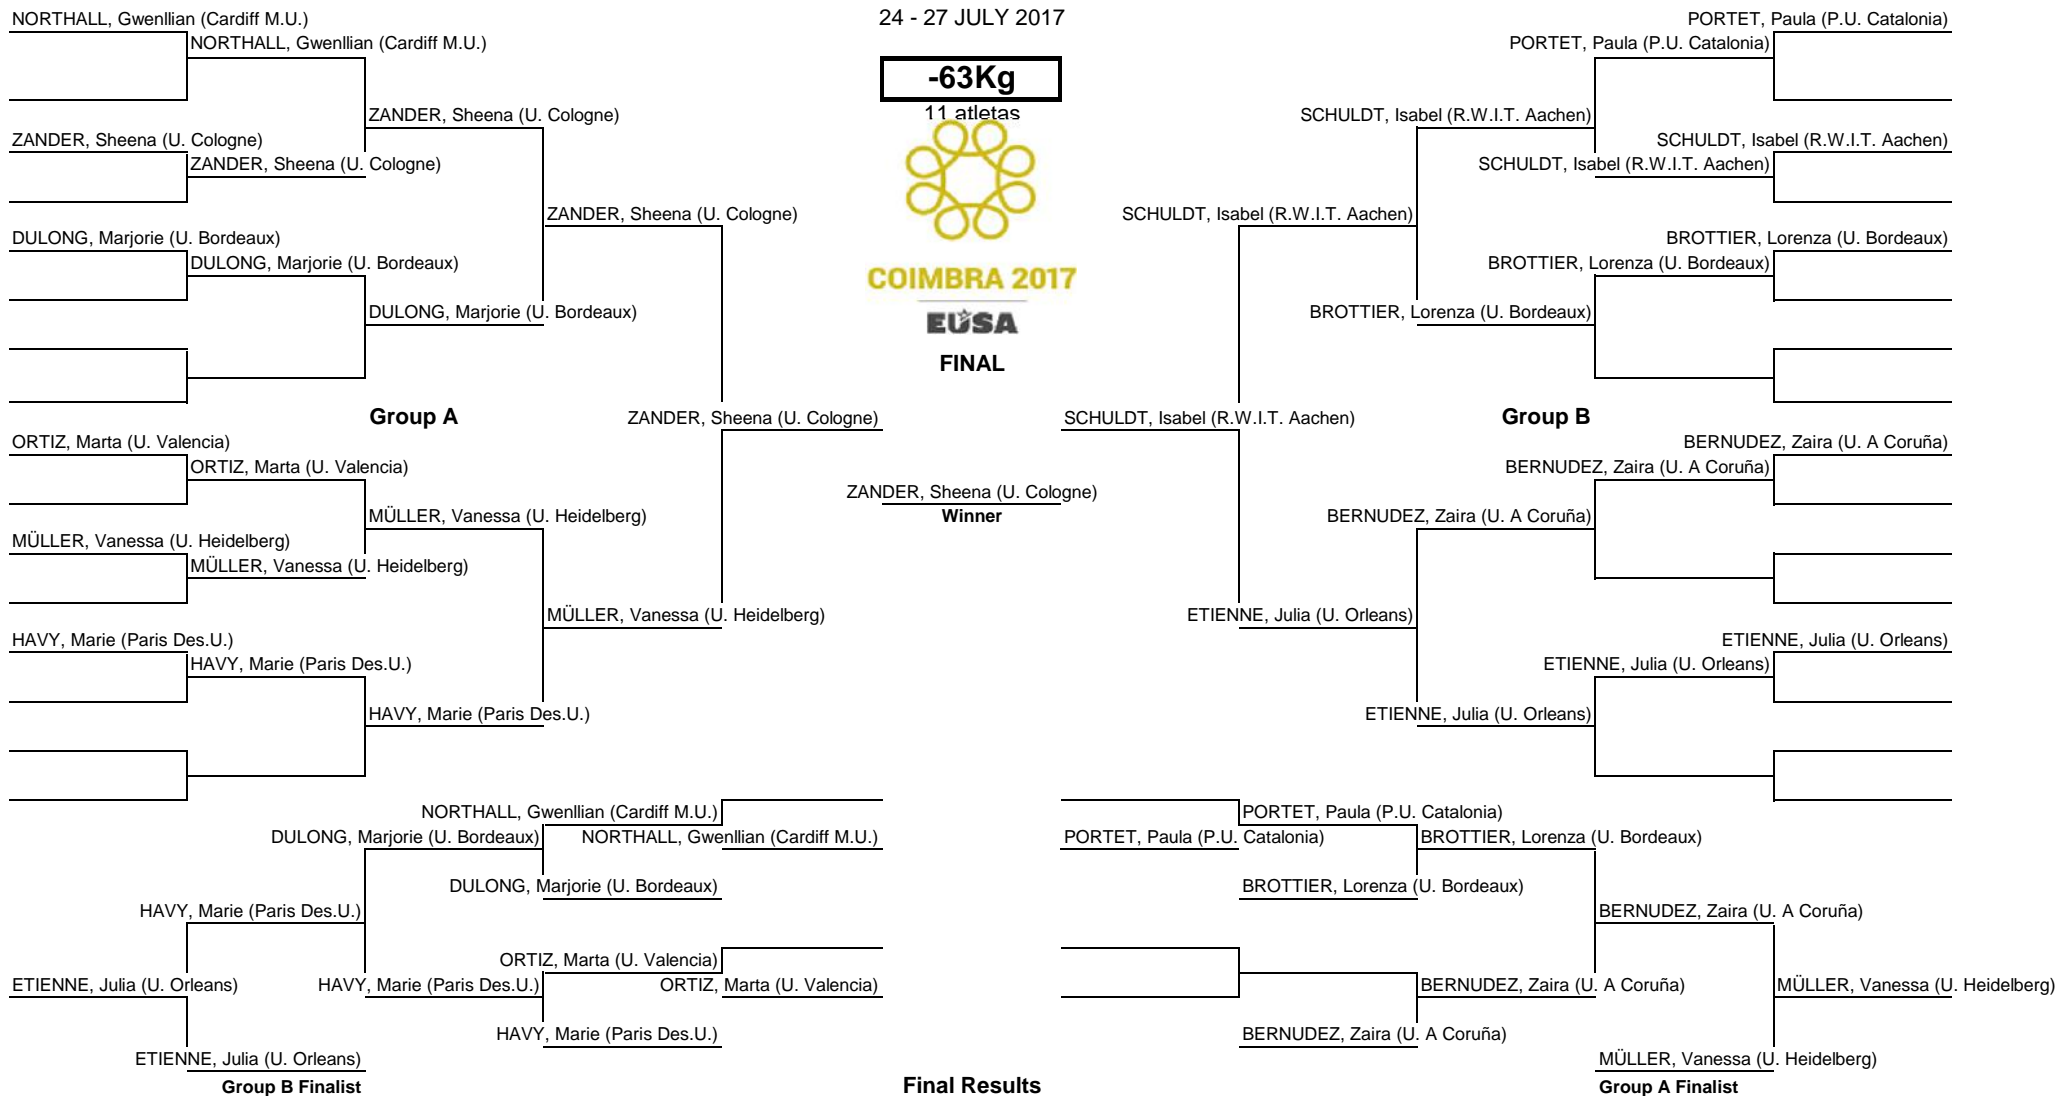 NORTHALL, Gwenllian (Cardiff M.U.)
24 - 27 JULY 2017
PORTET, Paula (P.U. Catalonia)
NORTHALL, Gwenllian (Cardiff M.U.)
PORTET, Paula (P.U. Catalonia)
-63Kg
11 atletas
ZANDER, Sheena (U. Cologne)
SCHULDT, Isabel (R.W.I.T. Aachen)
ZANDER, Sheena (U. Cologne)
SCHULDT, Isabel (R.W.I.T. Aachen)
ZANDER, Sheena (U. Cologne)
SCHULDT, Isabel (R.W.I.T. Aachen)
ZANDER, Sheena (U. Cologne)
SCHULDT, Isabel (R.W.I.T. Aachen)
DULONG, Marjorie (U. Bordeaux)
BROTTIER, Lorenza (U. Bordeaux)
DULONG, Marjorie (U. Bordeaux)
BROTTIER, Lorenza (U. Bordeaux)
COIMBRA 2017
DULONG, Marjorie (U. Bordeaux)
BROTTIER, Lorenza (U. Bordeaux)
EUSA
FINAL
Group A
ZANDER, Sheena (U. Cologne)
SCHULDT, Isabel (R.W.I.T. Aachen)
Group B
ORTIZ, Marta (U. Valencia)
BERNUDEZ, Zaira (U. A Coruña)
ORTIZ, Marta (U. Valencia)
BERNUDEZ, Zaira (U. A Coruña)
ZANDER, Sheena (U. Cologne)
Winner
MÜLLER, Vanessa (U. Heidelberg)
BERNUDEZ, Zaira (U. A Coruña)
MÜLLER, Vanessa (U. Heidelberg)
MÜLLER, Vanessa (U. Heidelberg)
MÜLLER, Vanessa (U. Heidelberg)
ETIENNE, Julia (U. Orleans)
HAVY, Marie (Paris Des.U.)
ETIENNE, Julia (U. Orleans)
HAVY, Marie (Paris Des.U.)
ETIENNE, Julia (U. Orleans)
HAVY, Marie (Paris Des.U.)
ETIENNE, Julia (U. Orleans)
NORTHALL, Gwenllian (Cardiff M.U.)
PORTET, Paula (P.U. Catalonia)
DULONG, Marjorie (U. Bordeaux)
NORTHALL, Gwenllian (Cardiff M.U.)
PORTET, Paula (P.U. Catalonia)
BROTTIER, Lorenza (U. Bordeaux)
DULONG, Marjorie (U. Bordeaux)
BROTTIER, Lorenza (U. Bordeaux)
HAVY, Marie (Paris Des.U.)
BERNUDEZ, Zaira (U. A Coruña)
ORTIZ, Marta (U. Valencia)
ETIENNE, Julia (U. Orleans)
HAVY, Marie (Paris Des.U.)
ORTIZ, Marta (U. Valencia)
BERNUDEZ, Zaira (U. A Coruña)
MÜLLER, Vanessa (U. Heidelberg)
HAVY, Marie (Paris Des.U.)
BERNUDEZ, Zaira (U. A Coruña)
ETIENNE, Julia (U. Orleans)
MÜLLER, Vanessa (U. Heidelberg)
Group B Finalist
Final Results
Group A Finalist